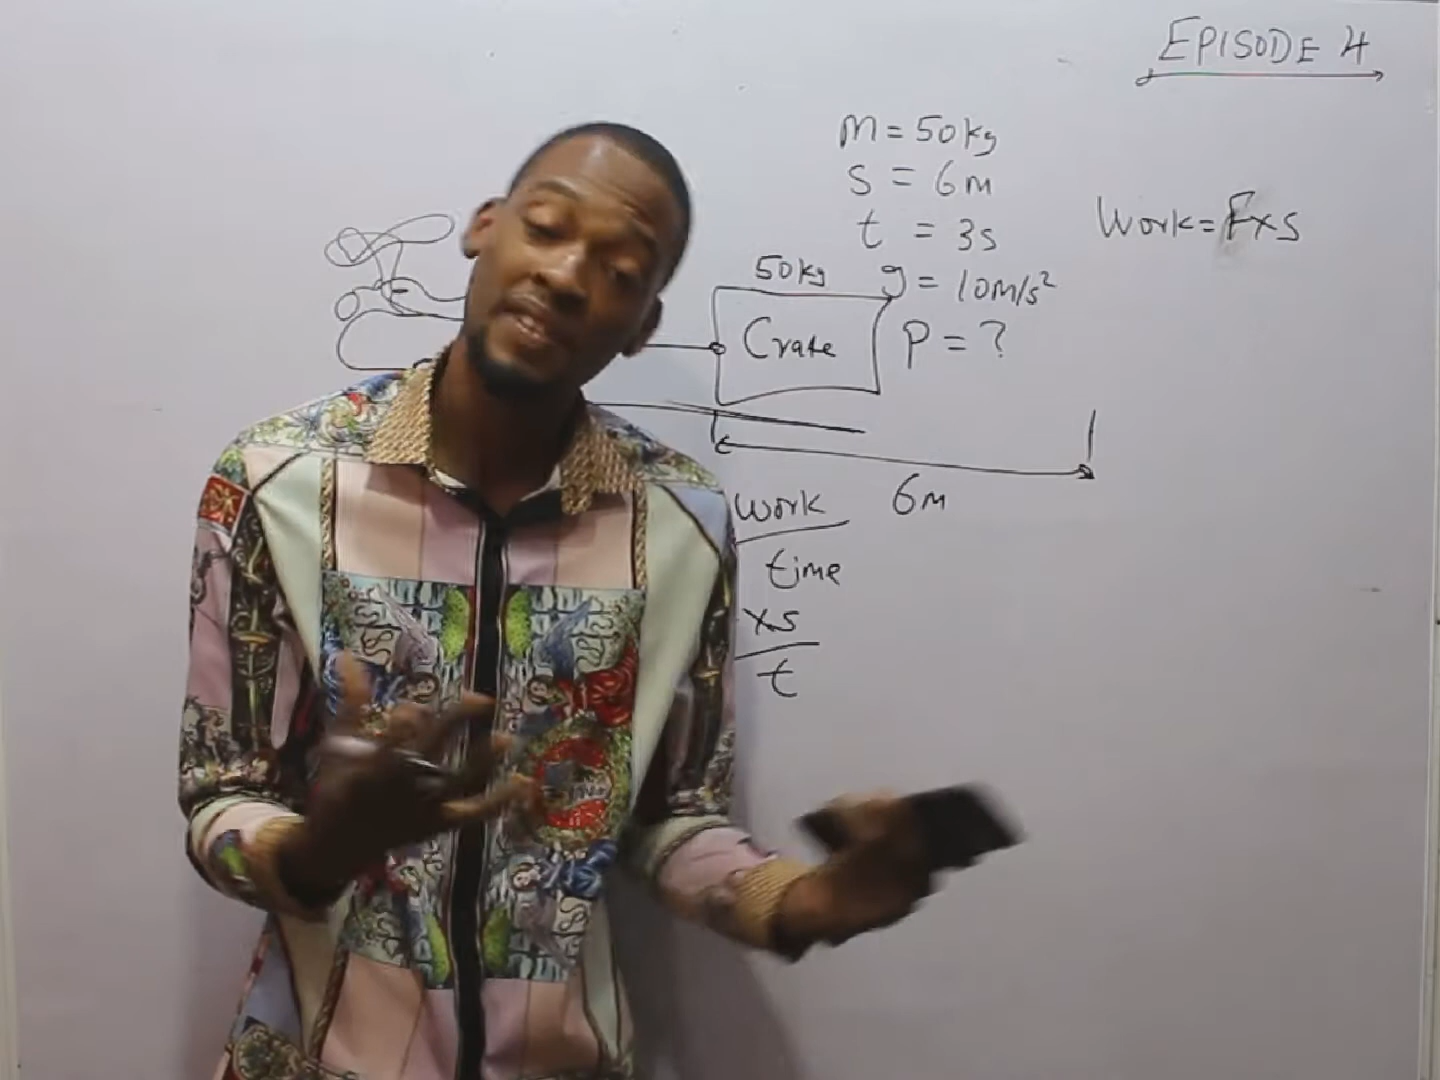 EPISODE 4
M = 50kg
S = 6m
t = 3s
Work = F x s
50kg
g = 10m/s²
Crate
P = ?
6m
Work
time
x s
t